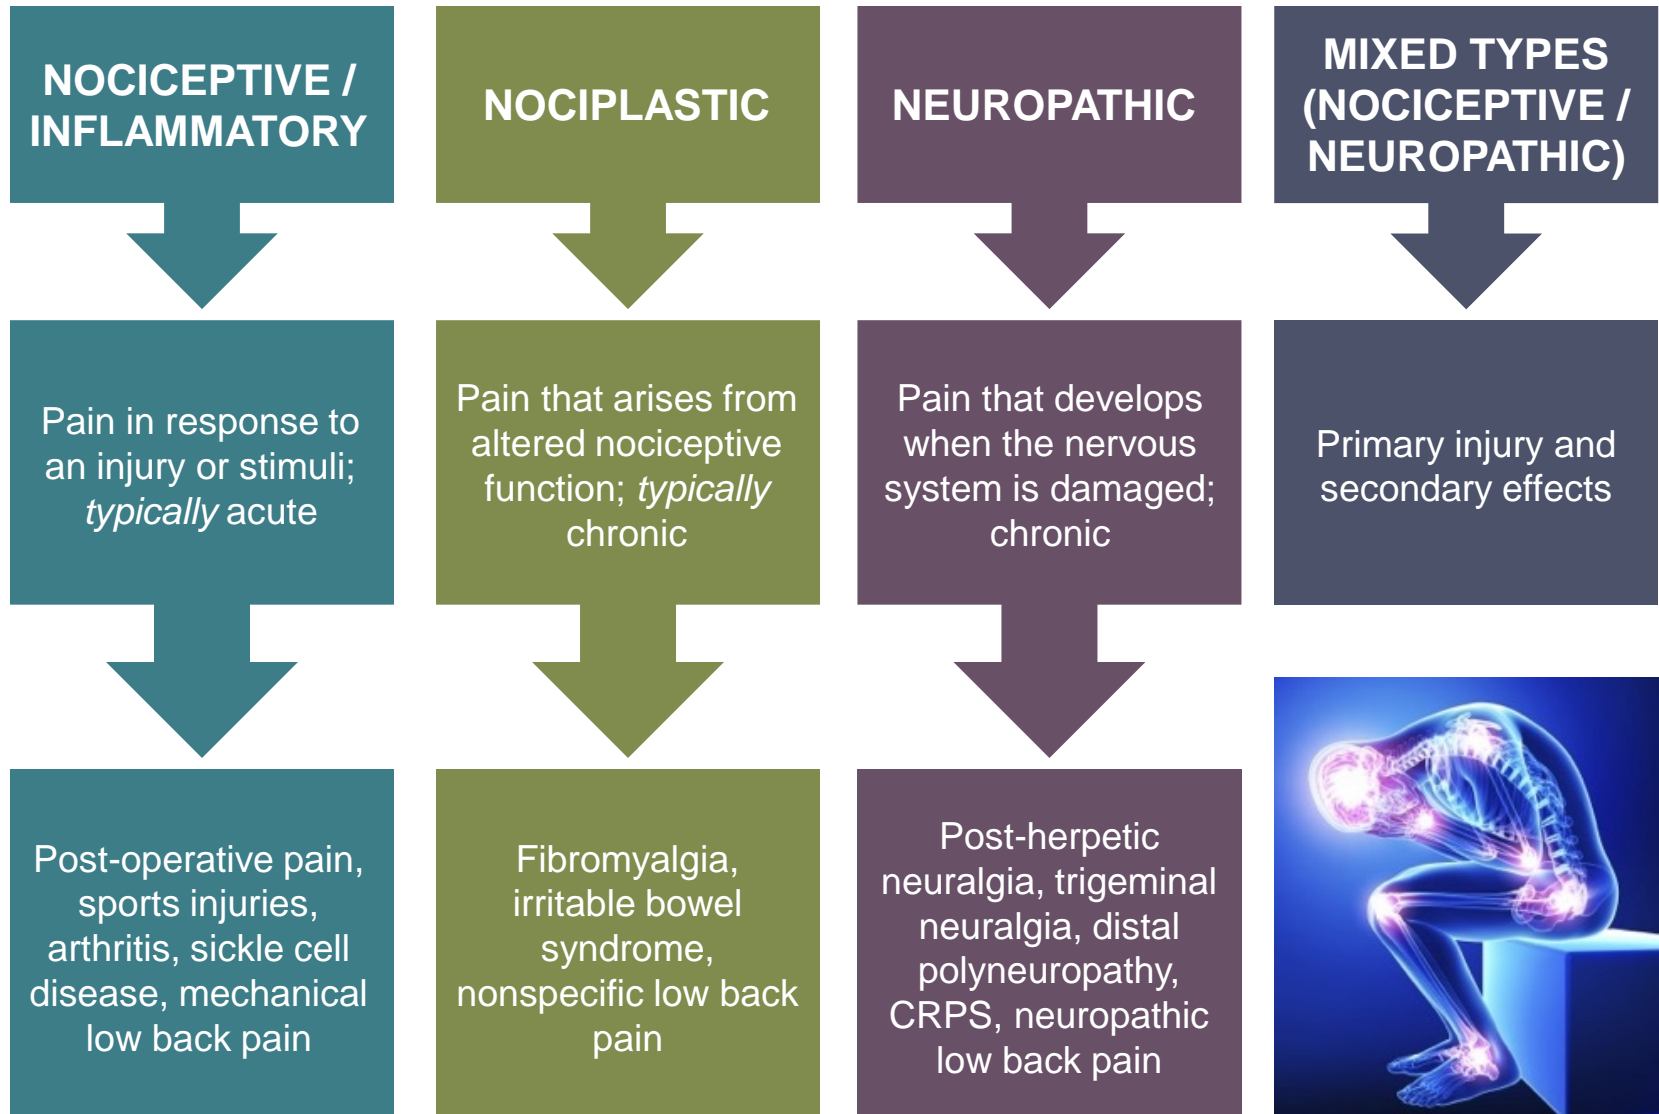 NOCICEPTIVE /
INFLAMMATORY
Pain in response to
an injury or stimuli;
typically acute
Post-operative pain,
sports injuries,
arthritis, sickle cell
disease, mechanical
low back pain
NOCIPLASTIC
Pain that arises from
altered nociceptive
function; typically
chronic
Fibromyalgia,
irritable bowel
syndrome,
nonspecific low back
pain
NEUROPATHIC
Pain that develops
when the nervous
system is damaged;
chronic
Post-herpetic
neuralgia, trigeminal
neuralgia, distal
polyneuropathy,
CRPS, neuropathic
low back pain
MIXED TYPES
(NOCICEPTIVE /
NEUROPATHIC)
Primary injury and
secondary effects